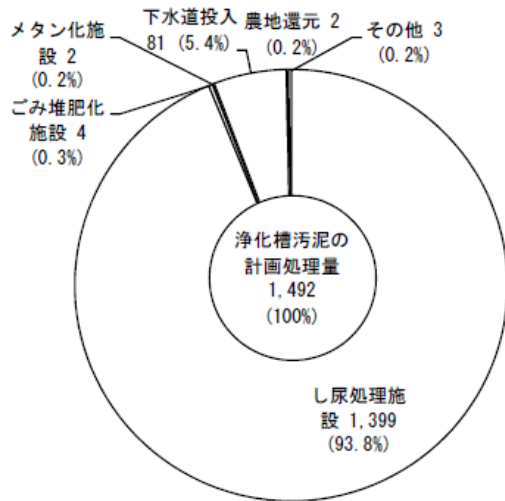 メタン化施
設 2
(0.2%)
下水道投入
81 (5.4%)
農地還元 2
(0.2%)
その他 3
(0.2%)
ごみ堆肥化
施設 4
(0.3%)
浄化槽汚泥の
計画処理量
1,492
(100%)
し尿処理施
設 1,399
(93.8%)